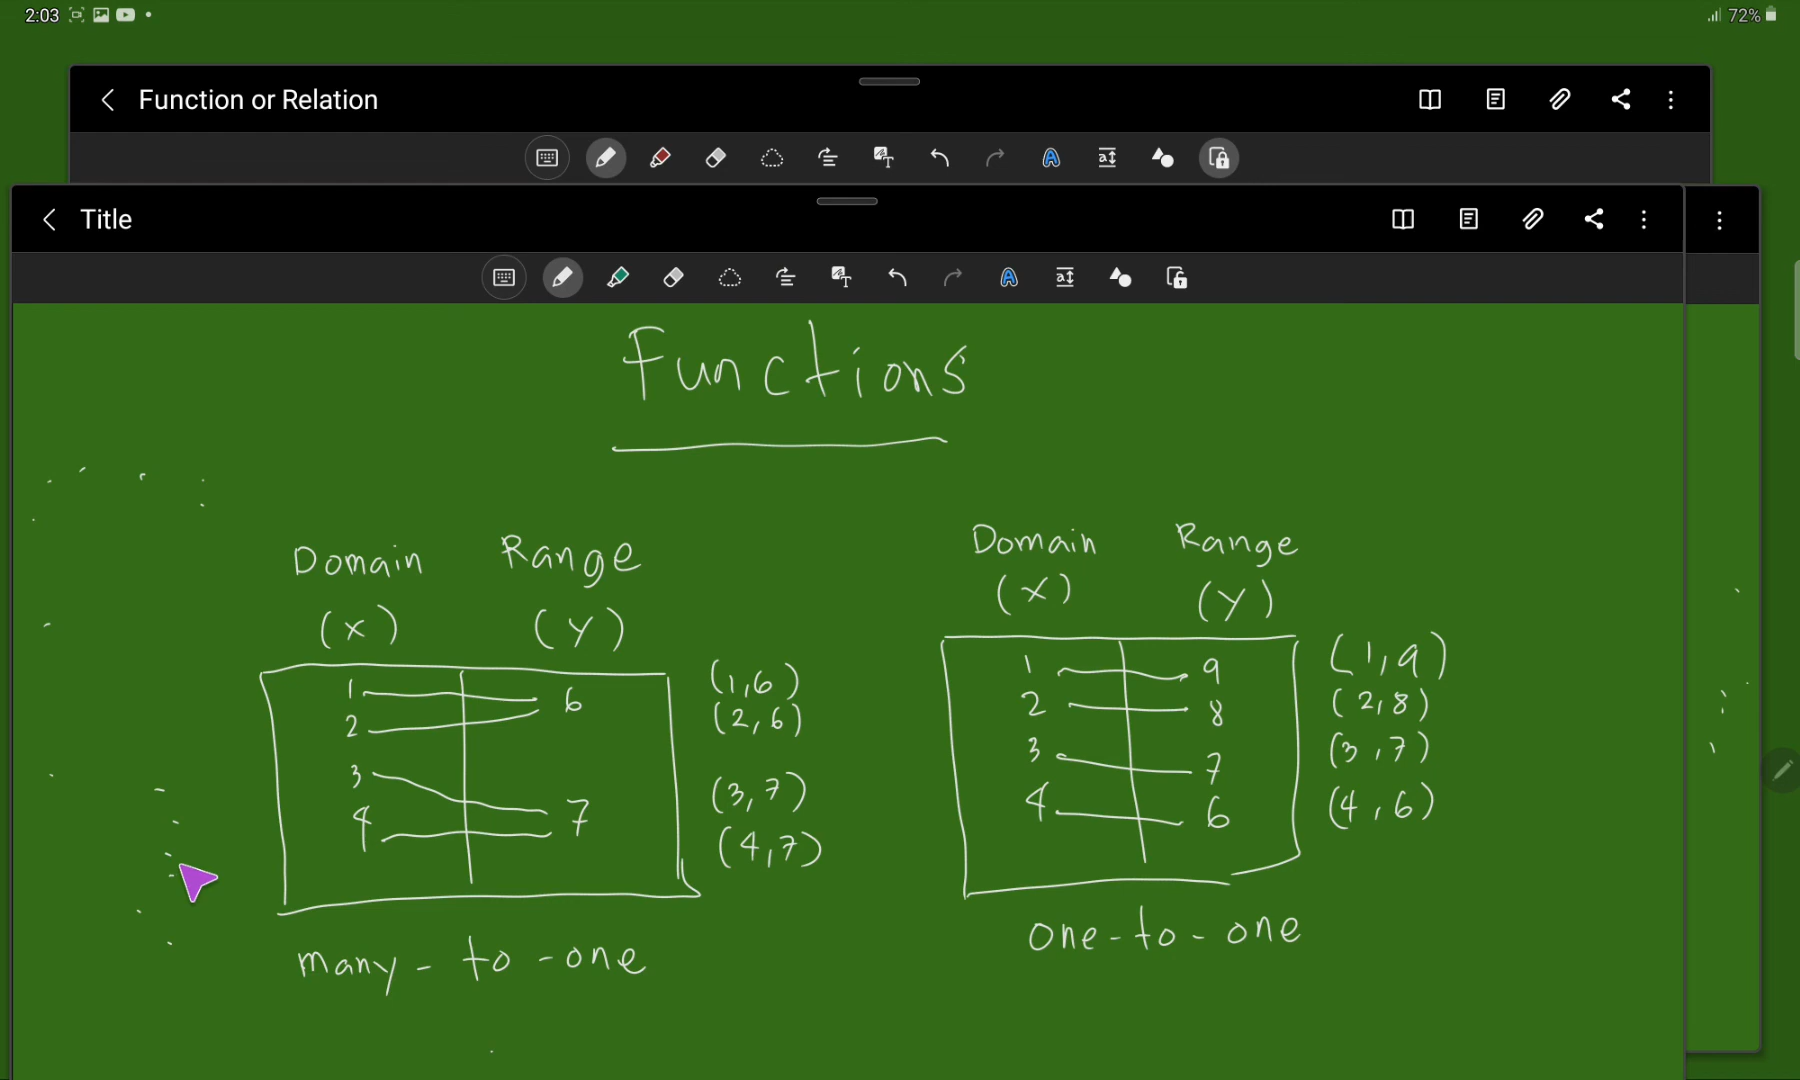 2:03
72%
Function or Relation
Title
Functions
Domain Range
(x) (y)
1 6
2
3
4 7
(1,6)
(2,6)
(3,7)
(4,7)
many-to-one
Domain Range
(x) (y)
1 9
2 8
3 7
4 6
(1,9)
(2,8)
(3,7)
(4,6)
one-to-one